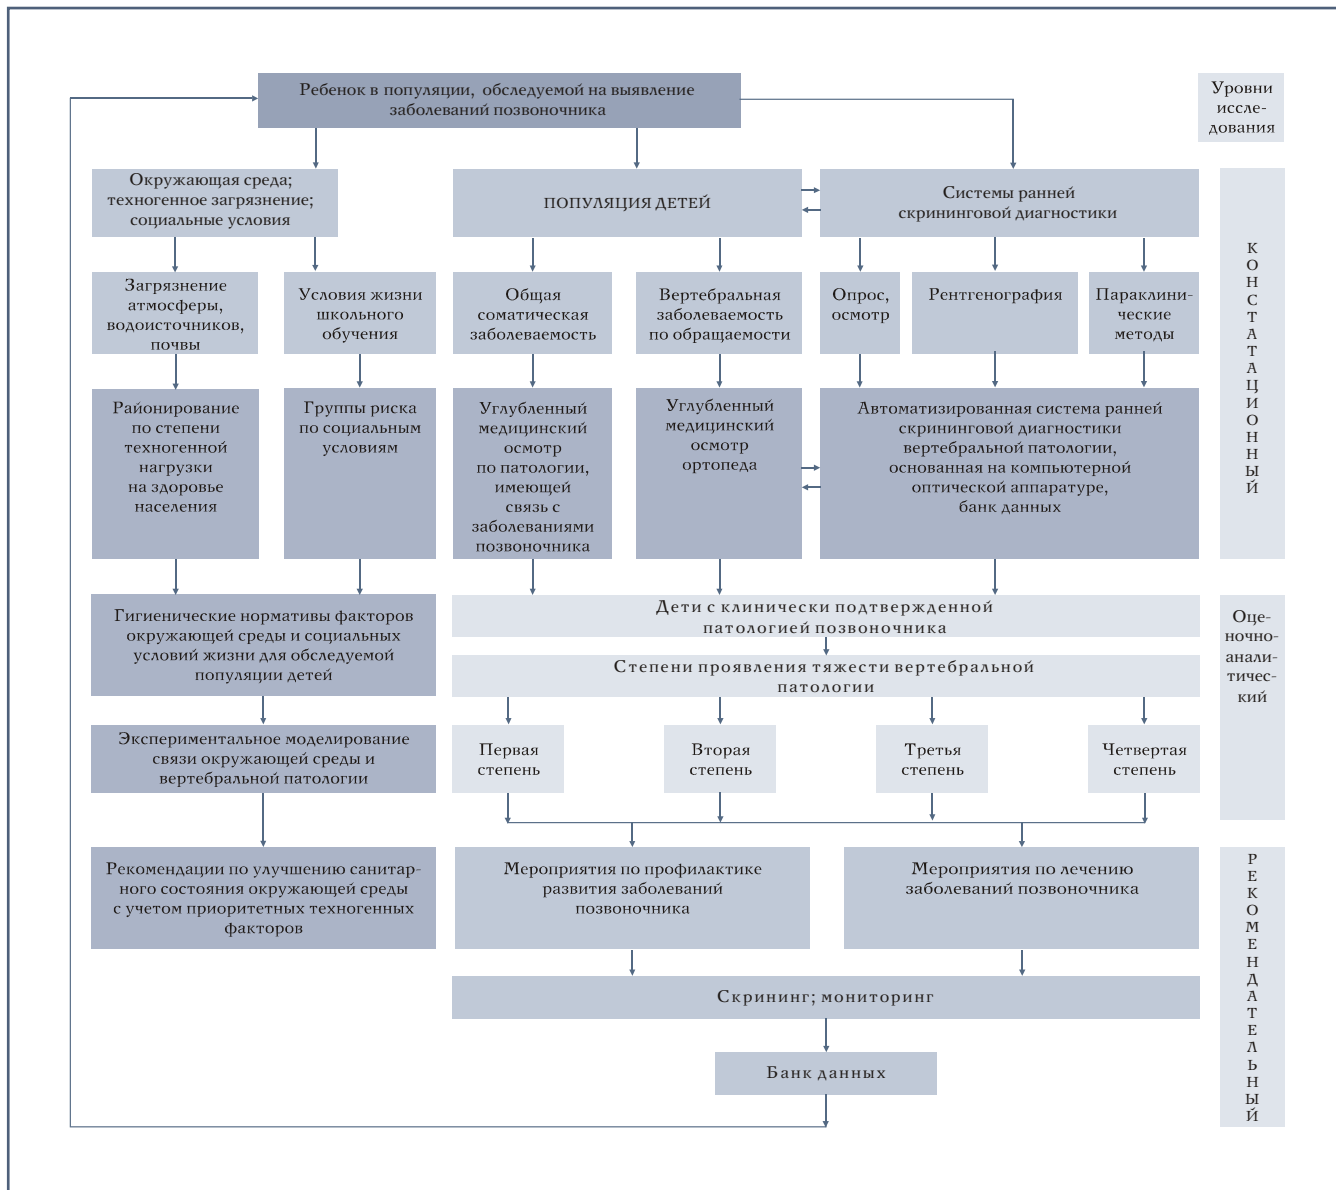 Ребенок в популяции, обследуемой на выявление
заболеваний позвоночника
Уровни
иссле-
дования
Окружающая среда;
техногенное загрязнение;
социальные условия
ПОПУЛЯЦИЯ ДЕТЕЙ
Системы ранней
скрининговой диагностики
Загрязнение
атмосферы,
водоисточников,
почвы
Условия жизни
школьного
обучения
Общая
соматическая
заболеваемость
Вертебральная
заболеваемость
по обращаемости
Опрос,
осмотр
Рентгенография
Параклини-
ческие
методы
Районирование
по степени
техногенной
нагрузки
на здоровье
населения
Группы риска
по социальным
условиям
Углубленный
медицинский
осмотр
по патологии,
имеющей
связь с
заболеваниями
позвоночника
Углубленный
медицинский
осмотр
ортопеда
Автоматизированная система ранней
скрининговой диагностики
вертебральной патологии,
основанная на компьютерной
оптической аппаратуре,
банк данных
КОНСТАТАЦИОННЫЙ
Гигиенические нормативы факторов
окружающей среды и социальных
условий жизни для обследуемой
популяции детей
Дети с клинически подтвержденной
патологией позвоночника
Степени проявления тяжести вертебральной
патологии
Оце-
ночно-
анали-
тичес-
кий
Экспериментальное моделирование
связи окружающей среды и
вертебральной патологии
Первая
степень
Вторая
степень
Третья
степень
Четвертая
степень
Рекомендации по улучшению санитар-
ного состояния окружающей среды
с учетом приоритетных техногенных
факторов
Мероприятия по профилактике
развития заболеваний
позвоночника
Мероприятия по лечению
заболеваний позвоночника
РЕКОМЕНДАТЕЛЬНЫЙ
Скрининг; мониторинг
Банк данных